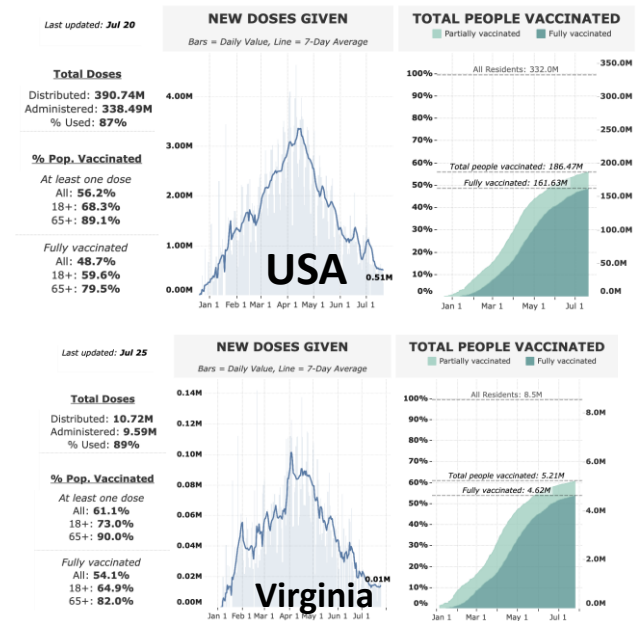 Last updated: Jul 20
Total Doses
Distributed: 390.74M
Administered: 338.49M
% Used: 87%
% Pop. Vaccinated
At least one dose
All: 56.2%
18+: 68.3%
65+: 89.1%
Fully vaccinated
All: 48.7%
18+: 59.6%
65+: 79.5%
NEW DOSES GIVEN
Bars = Daily Value, Line = 7-Day Average
4.00M
3.00M
2.00M
1.00M
0.00M
USA
0.51M
Jan 1 Feb 1 Mar 1 Apr 1 May 1 Jun 1 Jul 1
TOTAL PEOPLE VACCINATED
Partially vaccinated Fully vaccinated
All Residents: 332.0M
Total people vaccinated: 186.47M
Fully vaccinated: 161.63M
100%
90%
80%
70%
60%
50%
40%
30%
20%
10%
0%
350.0M
300.0M
250.0M
200.0M
150.0M
100.0M
50.0M
0.0M
Jan 1 Mar 1 May 1 Jul 1
Last updated: Jul 25
Total Doses
Distributed: 10.72M
Administered: 9.59M
% Used: 89%
% Pop. Vaccinated
At least one dose
All: 61.1%
18+: 73.0%
65+: 90.0%
Fully vaccinated
All: 54.1%
18+: 64.9%
65+: 82.0%
NEW DOSES GIVEN
Bars = Daily Value, Line = 7-Day Average
0.14M
0.12M
0.10M
0.08M
0.06M
0.04M
0.02M
0.00M
0.01M
Virginia
Jan 1 Feb 1 Mar 1 Apr 1 May 1 Jun 1 Jul 1
TOTAL PEOPLE VACCINATED
Partially vaccinated Fully vaccinated
All Residents: 8.5M
Total people vaccinated: 5.21M
Fully vaccinated: 4.62M
100%
90%
80%
70%
60%
50%
40%
30%
20%
10%
0%
8.0M
6.0M
4.0M
2.0M
0.0M
Jan 1 Mar 1 May 1 Jul 1